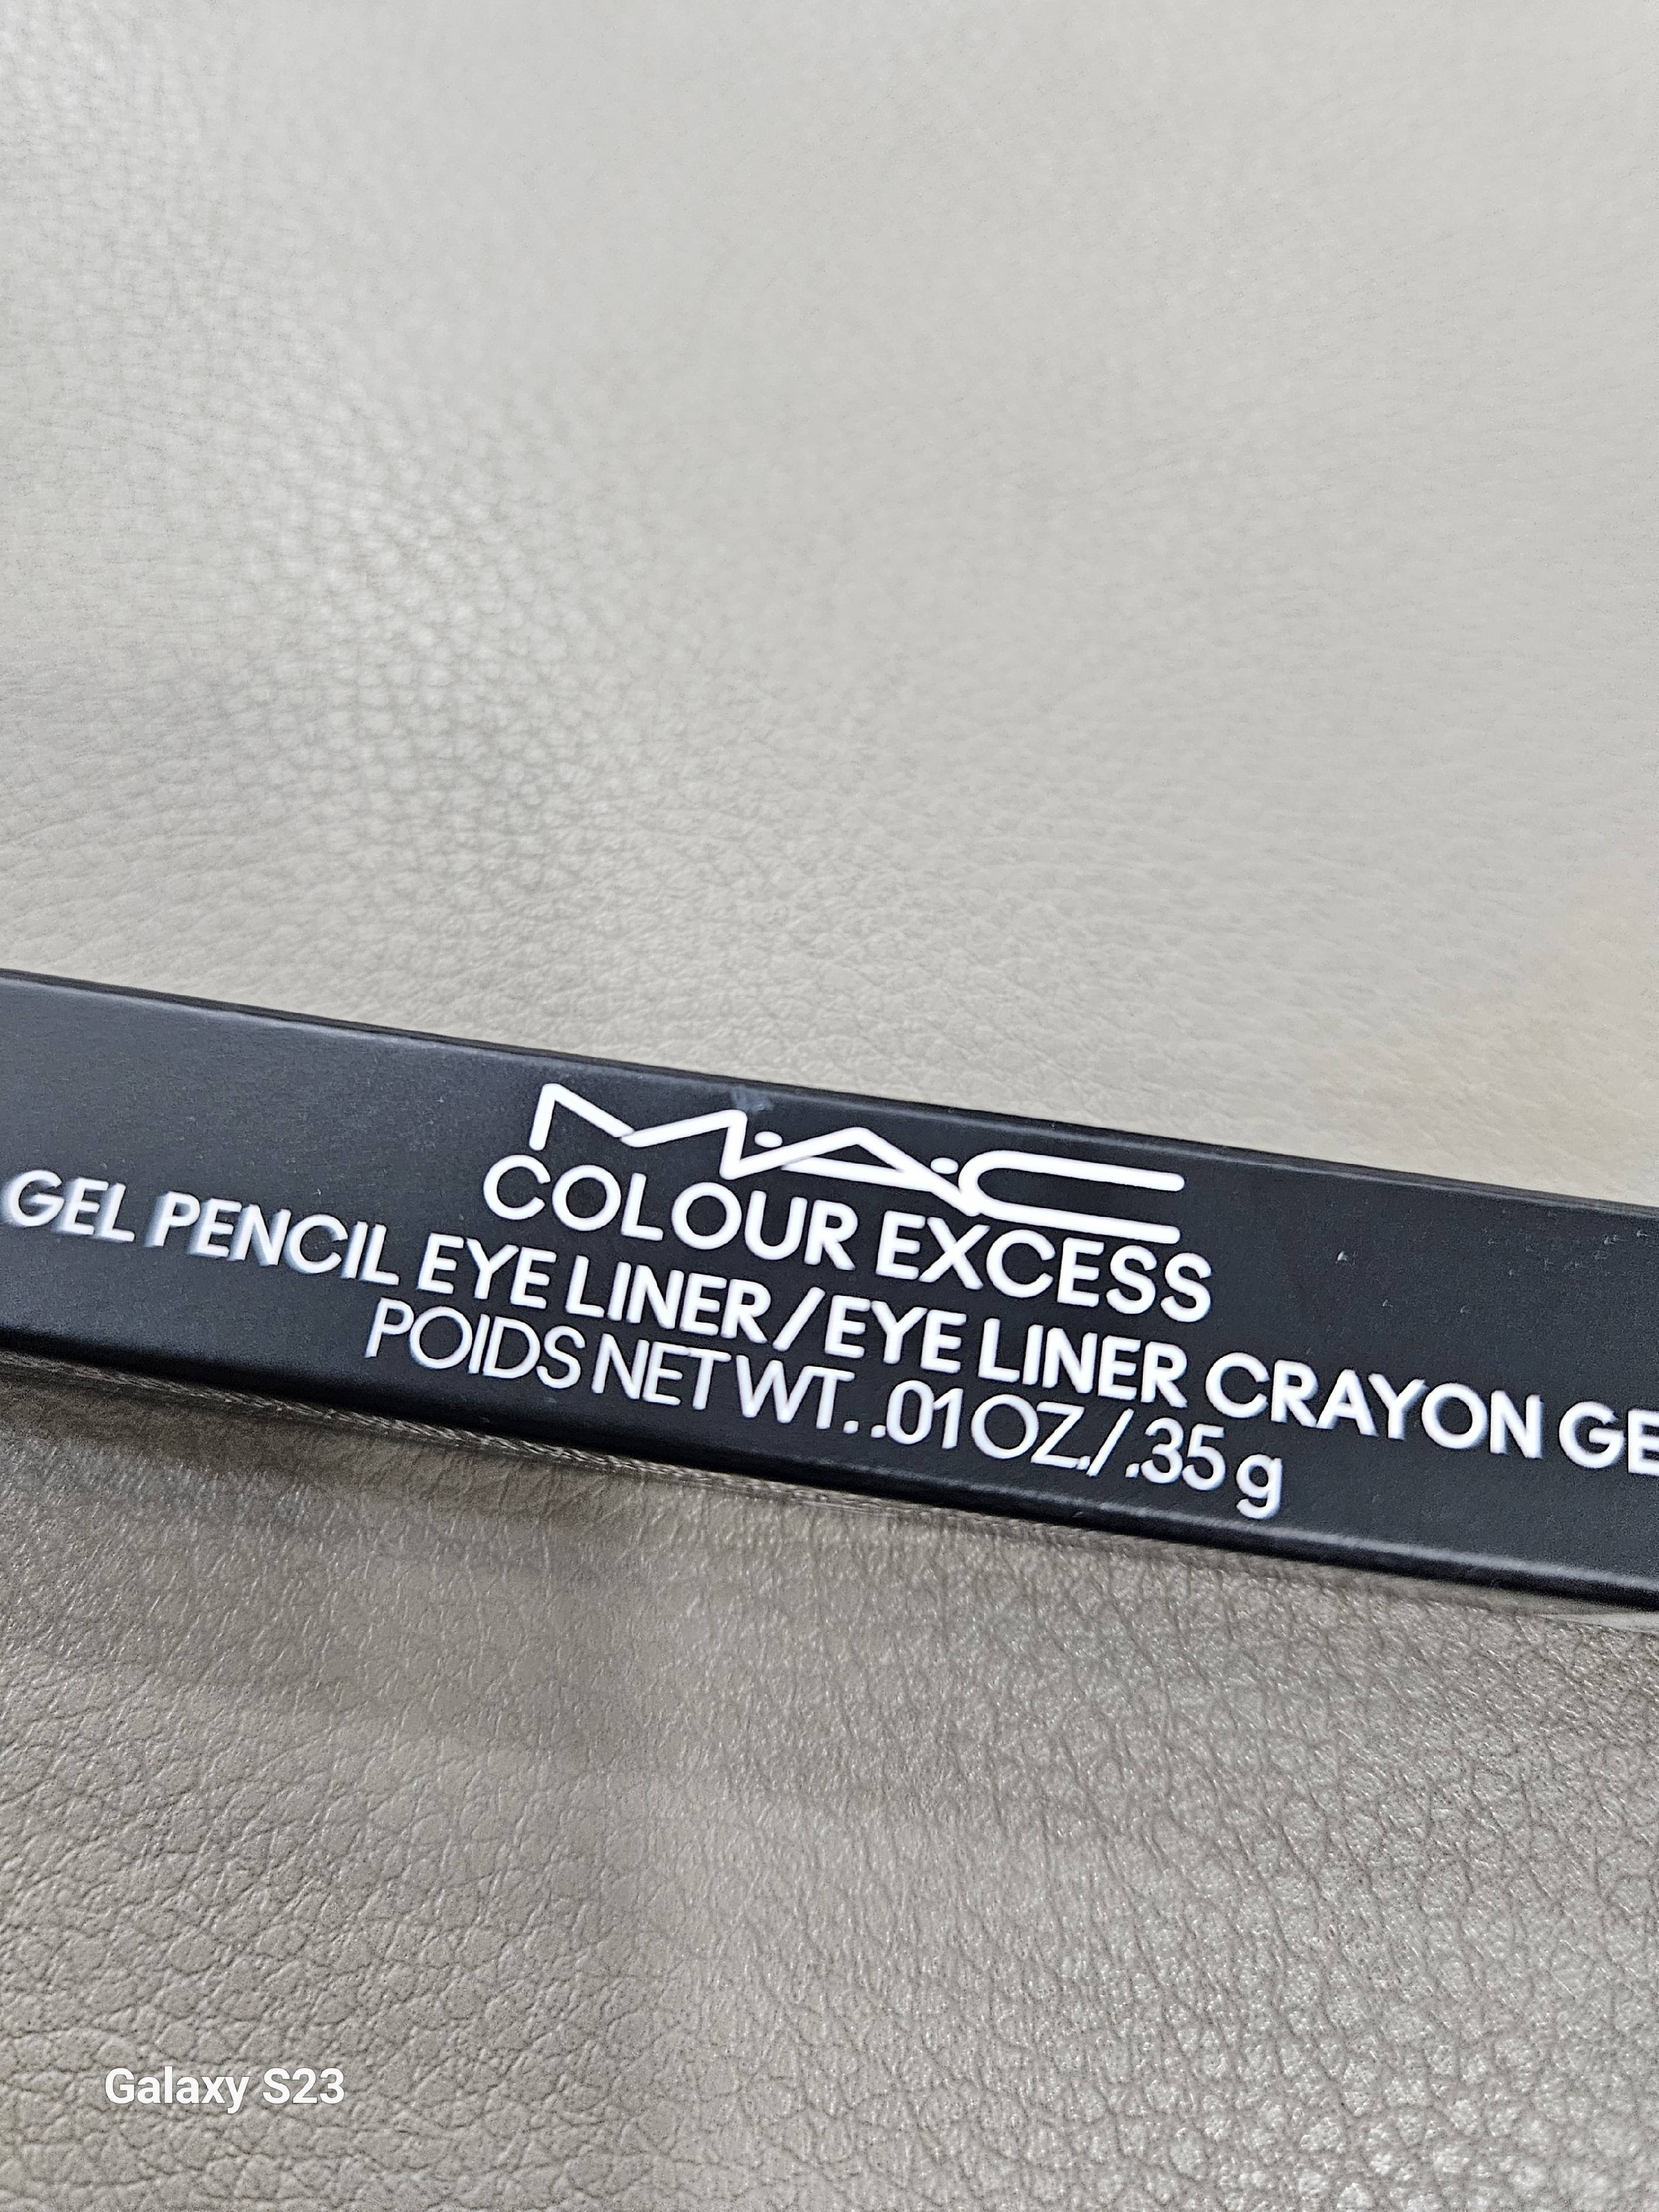 M·A·C
COLOUR EXCESS
GEL PENCIL EYE LINER/EYE LINER CRAYON GE
POIDS NET WT. .01 OZ./.35 g
Galaxy S23